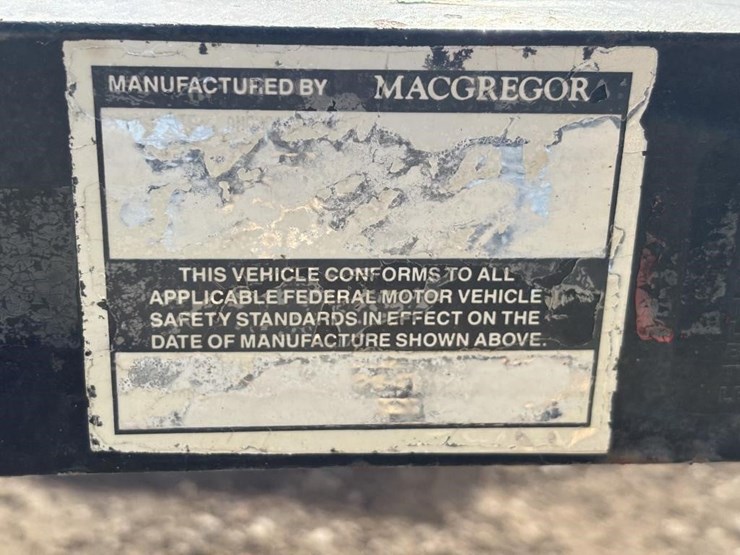 MANUFACTURED BY MACGREGOR
THIS VEHICLE CONFORMS TO ALL
APPLICABLE FEDERAL MOTOR VEHICLE
SAFETY STANDARDS IN EFFECT ON THE
DATE OF MANUFACTURE SHOWN ABOVE.